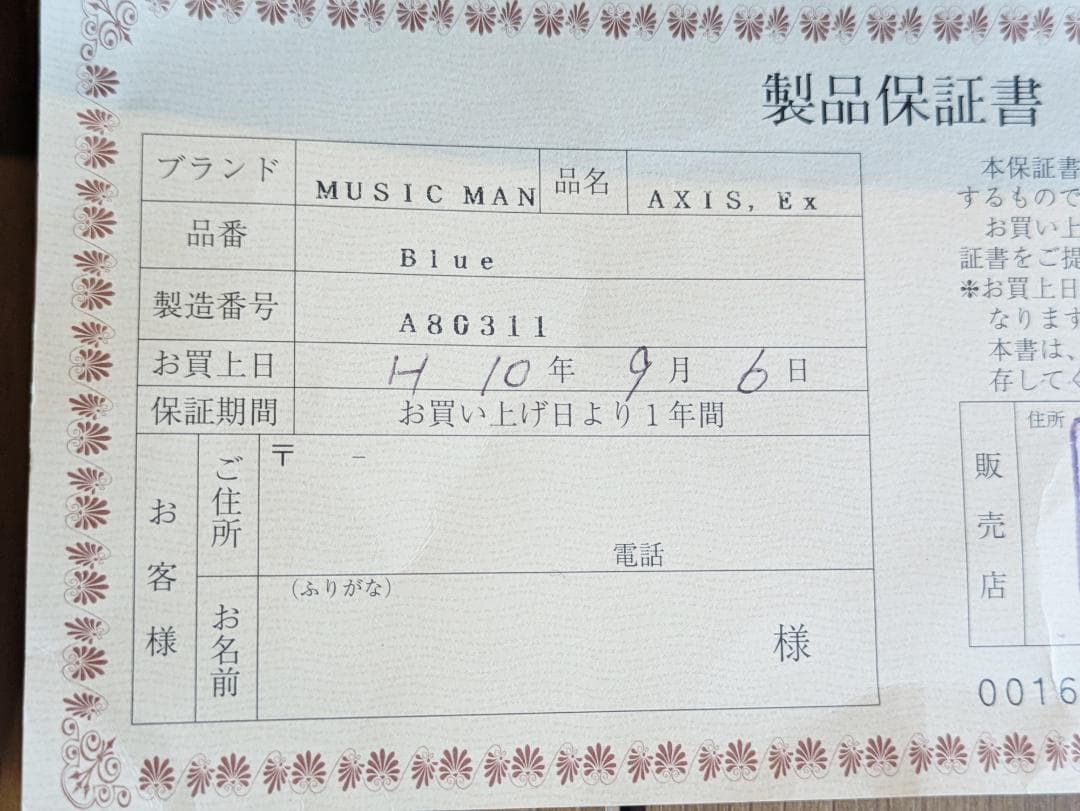 製品保証書
ブランド MUSIC MAN 品名 AXIS, Ex
品番 Blue
製造番号 A80311
お買上日 H 10年 9月 6日
保証期間 お買い上げ日より1年間
お客様
ご住所 〒 -
電話
お名前 (ふりがな)
様
本保証書
するもので
お買い上
証書をご提
※お買上日
なります
本書は、
存してく
販売店 住所
0016